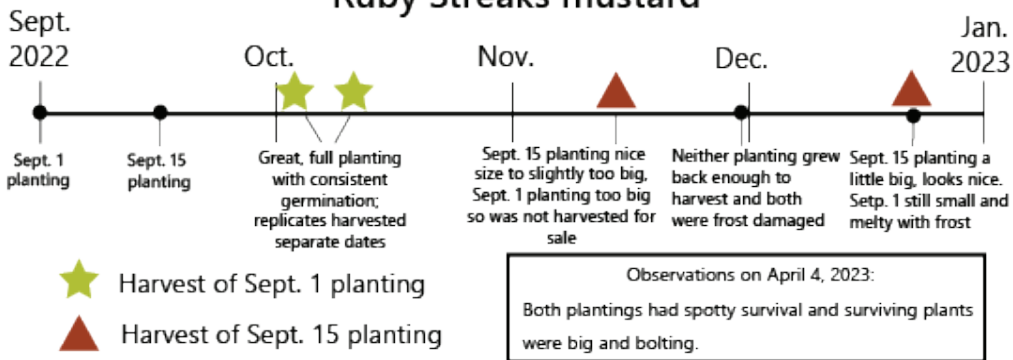 Ruby Streaks mustard
Sept.
2022
Oct.
Nov.
Dec.
Jan.
2023
Sept. 1
planting
Sept. 15
planting
Great, full planting
with consistent
germination;
replicates harvested
separate dates
Sept. 15 planting nice
size to slightly too big,
Sept. 1 planting too big
so was not harvested for
sale
Neither planting grew
back enough to
harvest and both
were frost damaged
Sept. 15 planting a
little big, looks nice.
Setp. 1 still small and
melty with frost
Harvest of Sept. 1 planting
Harvest of Sept. 15 planting
Observations on April 4, 2023:
Both plantings had spotty survival and surviving plants
were big and bolting.